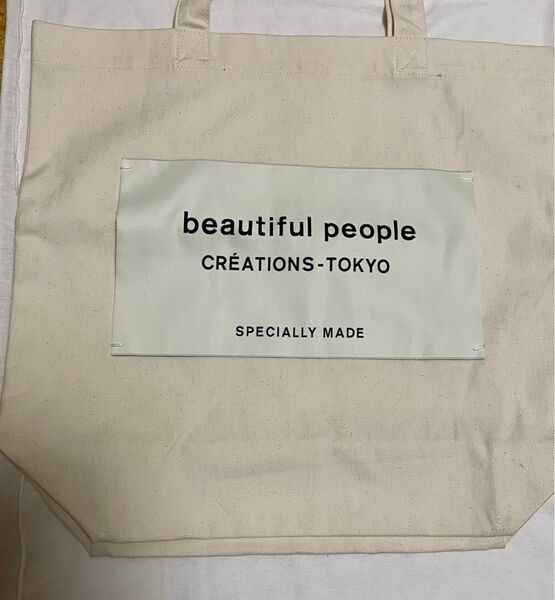 beautiful people
CRÉATIONS-TOKYO
SPECIALLY MADE